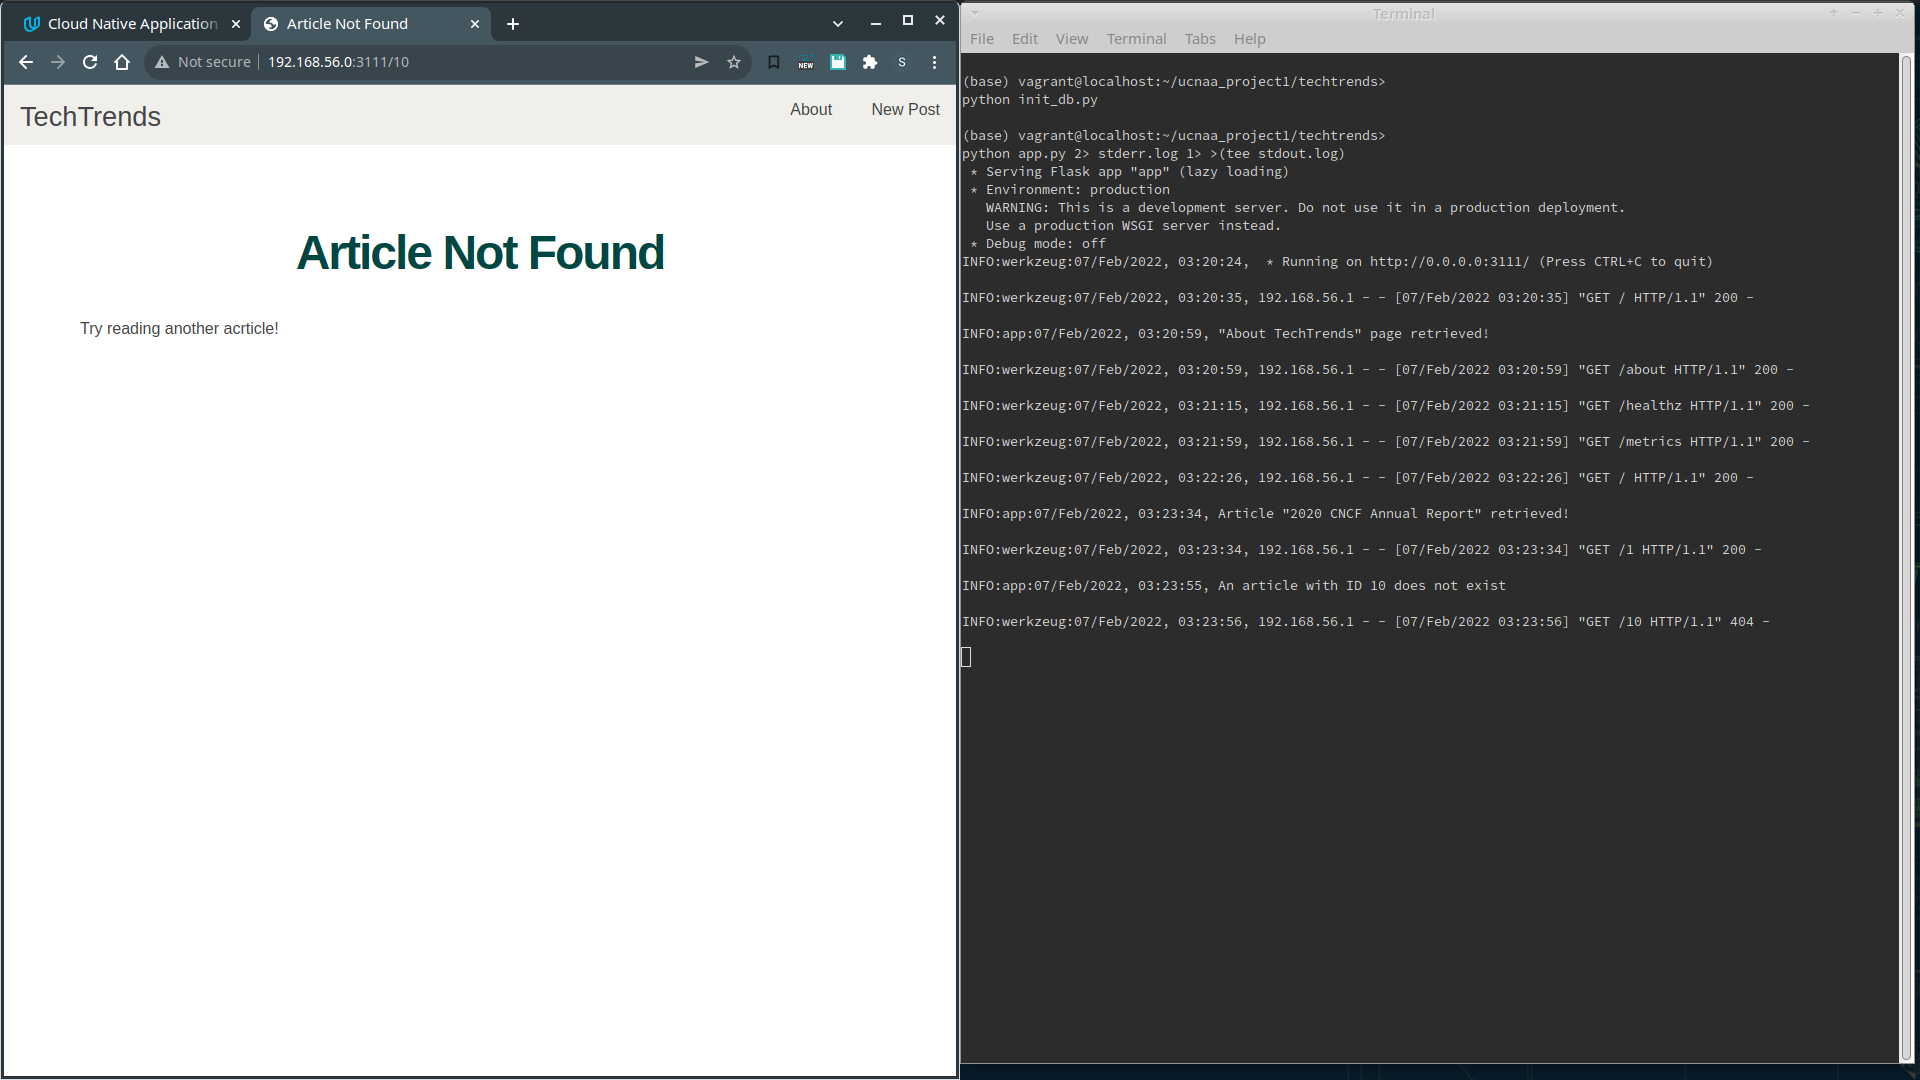 Cloud Native Application
Article Not Found
Not secure
192.168.56.0:3111/10
NEW
S
TechTrends
About
New Post
Article Not Found
Try reading another acrticle!
Terminal
File Edit View Terminal Tabs Help
(base) vagrant@localhost:~/ucnaa_project1/techtrends>
python init_db.py
(base) vagrant@localhost:~/ucnaa_project1/techtrends>
python app.py 2> stderr.log 1> >(tee stdout.log)
* Serving Flask app "app" (lazy loading)
* Environment: production
WARNING: This is a development server. Do not use it in a production deployment.
Use a production WSGI server instead.
* Debug mode: off
INFO:werkzeug:07/Feb/2022, 03:20:24,  * Running on http://0.0.0.0:3111/ (Press CTRL+C to quit)
INFO:werkzeug:07/Feb/2022, 03:20:35, 192.168.56.1 - - [07/Feb/2022 03:20:35] "GET / HTTP/1.1" 200 -
INFO:app:07/Feb/2022, 03:20:59, "About TechTrends" page retrieved!
INFO:werkzeug:07/Feb/2022, 03:20:59, 192.168.56.1 - - [07/Feb/2022 03:20:59] "GET /about HTTP/1.1" 200 -
INFO:werkzeug:07/Feb/2022, 03:21:15, 192.168.56.1 - - [07/Feb/2022 03:21:15] "GET /healthz HTTP/1.1" 200 -
INFO:werkzeug:07/Feb/2022, 03:21:59, 192.168.56.1 - - [07/Feb/2022 03:21:59] "GET /metrics HTTP/1.1" 200 -
INFO:werkzeug:07/Feb/2022, 03:22:26, 192.168.56.1 - - [07/Feb/2022 03:22:26] "GET / HTTP/1.1" 200 -
INFO:app:07/Feb/2022, 03:23:34, Article "2020 CNCF Annual Report" retrieved!
INFO:werkzeug:07/Feb/2022, 03:23:34, 192.168.56.1 - - [07/Feb/2022 03:23:34] "GET /1 HTTP/1.1" 200 -
INFO:app:07/Feb/2022, 03:23:55, An article with ID 10 does not exist
INFO:werkzeug:07/Feb/2022, 03:23:56, 192.168.56.1 - - [07/Feb/2022 03:23:56] "GET /10 HTTP/1.1" 404 -